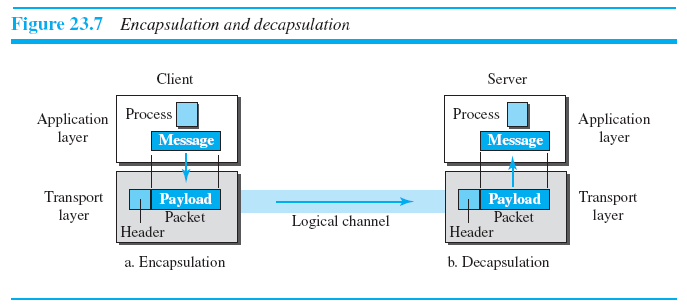 Figure 23.7 Encapsulation and decapsulation
Client
Server
Application
layer
Process
Message
Process
Message
Application
layer
Transport
layer
Payload
Packet
Header
Logical channel
Payload
Packet
Header
Transport
layer
a. Encapsulation
b. Decapsulation